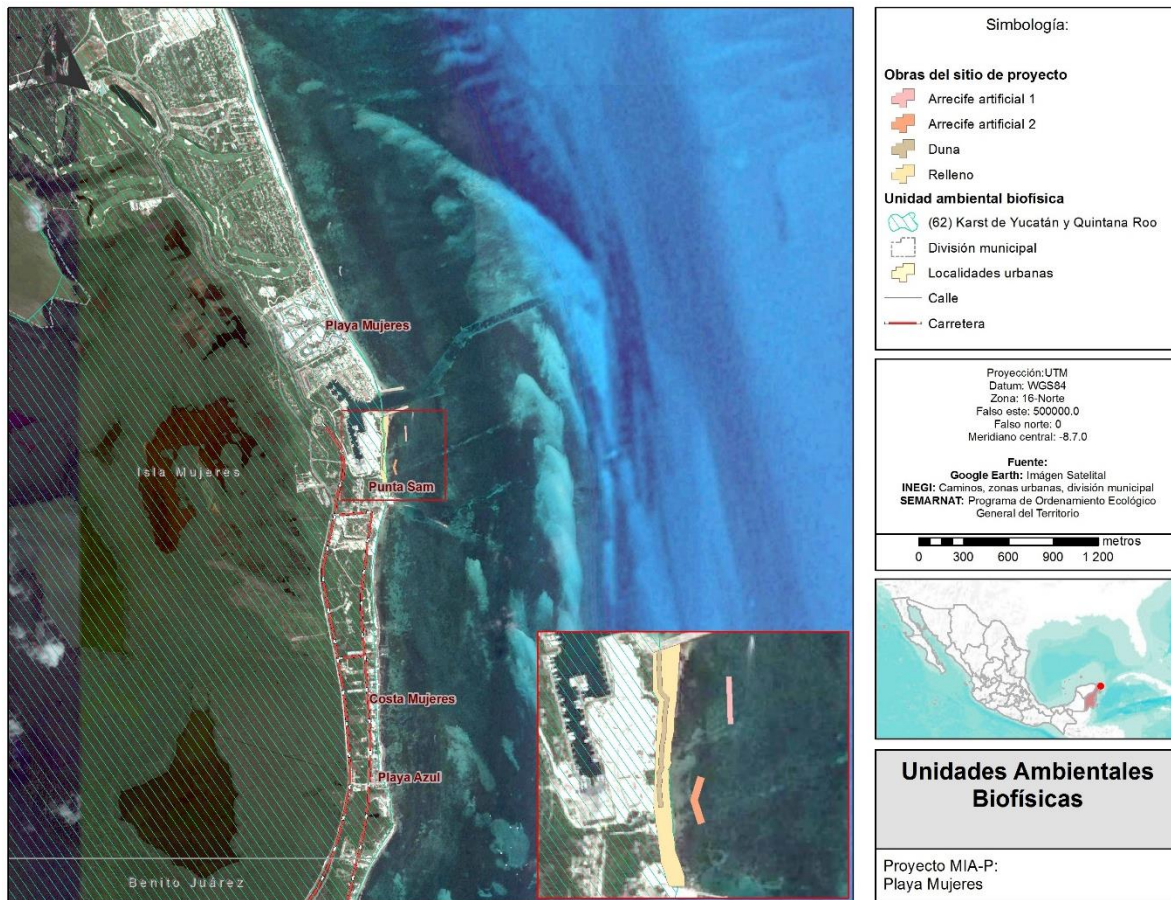 Playa Mujeres
Isla Mujeres
Punta Sam
Costa Mujeres
Playa Azul
Benito Juárez
Simbología:
Obras del sitio de proyecto
Arrecife artificial 1
Arrecife artificial 2
Duna
Relleno
Unidad ambiental biofísica
(62) Karst de Yucatán y Quintana Roo
División municipal
Localidades urbanas
Calle
Carretera
Proyección:UTM
Datum: WGS84
Zona: 16-Norte
Falso este: 500000.0
Falso norte: 0
Meridiano central: -8.7.0
Fuente:
Google Earth: Imágen Satelital
INEGI: Caminos, zonas urbanas, división municipal
SEMARNAT: Programa de Ordenamiento Ecológico
General del Territorio
metros
0 300 600 900 1 200
Unidades Ambientales
Biofísicas
Proyecto MIA-P:
Playa Mujeres